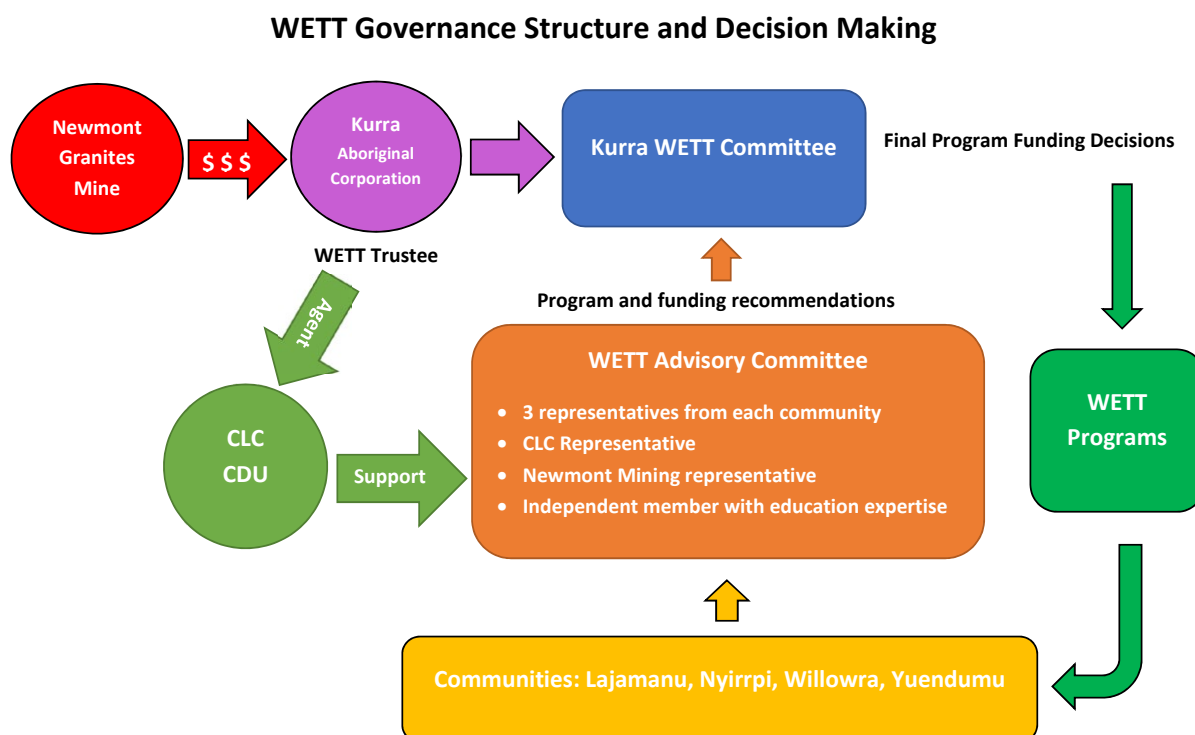 WETT Governance Structure and Decision Making
Newmont
Granites
Mine
$ $ $
Kurra
Aboriginal
Corporation
Kurra WETT Committee
Final Program Funding Decisions
WETT Trustee
Agent
Program and funding recommendations
WETT Advisory Committee
• 3 representatives from each community
• CLC Representative
• Newmont Mining representative
• Independent member with education expertise
CLC
CDU
Support
WETT
Programs
Communities: Lajamanu, Nyirrpi, Willowra, Yuendumu